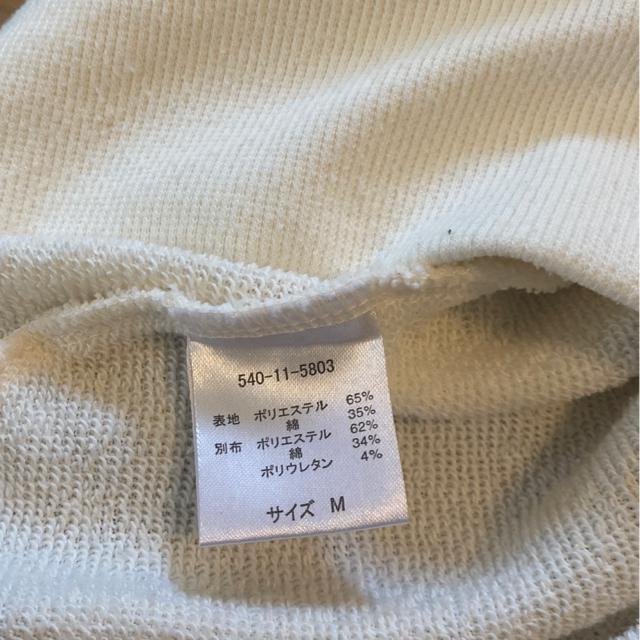 540-11-5803
表地 ポリエステル 65%
綿 35%
別布 ポリエステル 62%
綿 34%
ポリウレタン 4%
サイズ M